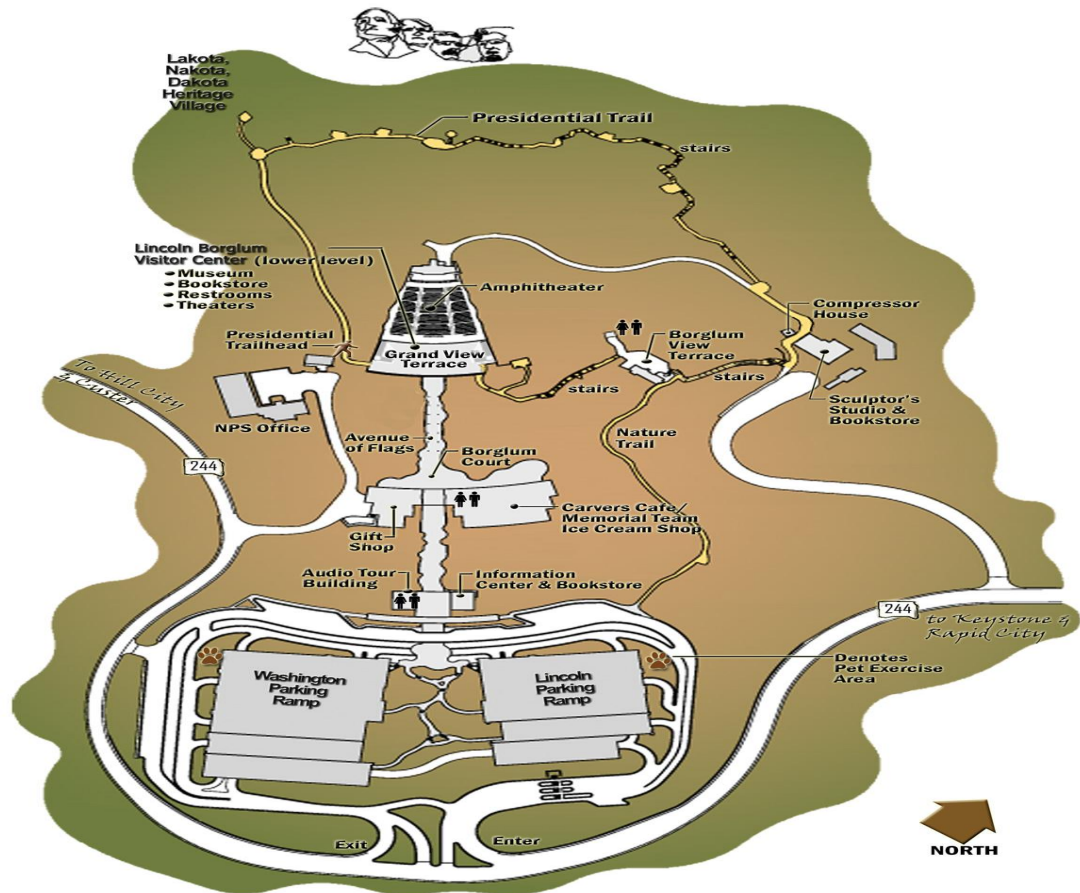 Lakota,
Nakota,
Dakota
Heritage
Village
Presidential Trail
stairs
Lincoln Borglum
Visitor Center (lower level)
Museum
Bookstore
Restrooms
Theaters
Amphitheater
Compressor
House
Presidential
Trailhead
Grand View
Terrace
Borglum
View
Terrace
stairs
stairs
To Hill City
& Custer
NPS Office
Sculptor's
Studio &
Bookstore
Nature
Trail
Avenue
of Flags
Borglum
Court
244
Carvers Cafe/
Memorial Team
Ice Cream Shop
Gift
Shop
Audio Tour
Building
Information
Center & Bookstore
244
to Keystone &
Rapid City
Denotes
Pet Exercise
Area
Washington
Parking
Ramp
Lincoln
Parking
Ramp
Exit
Enter
NORTH